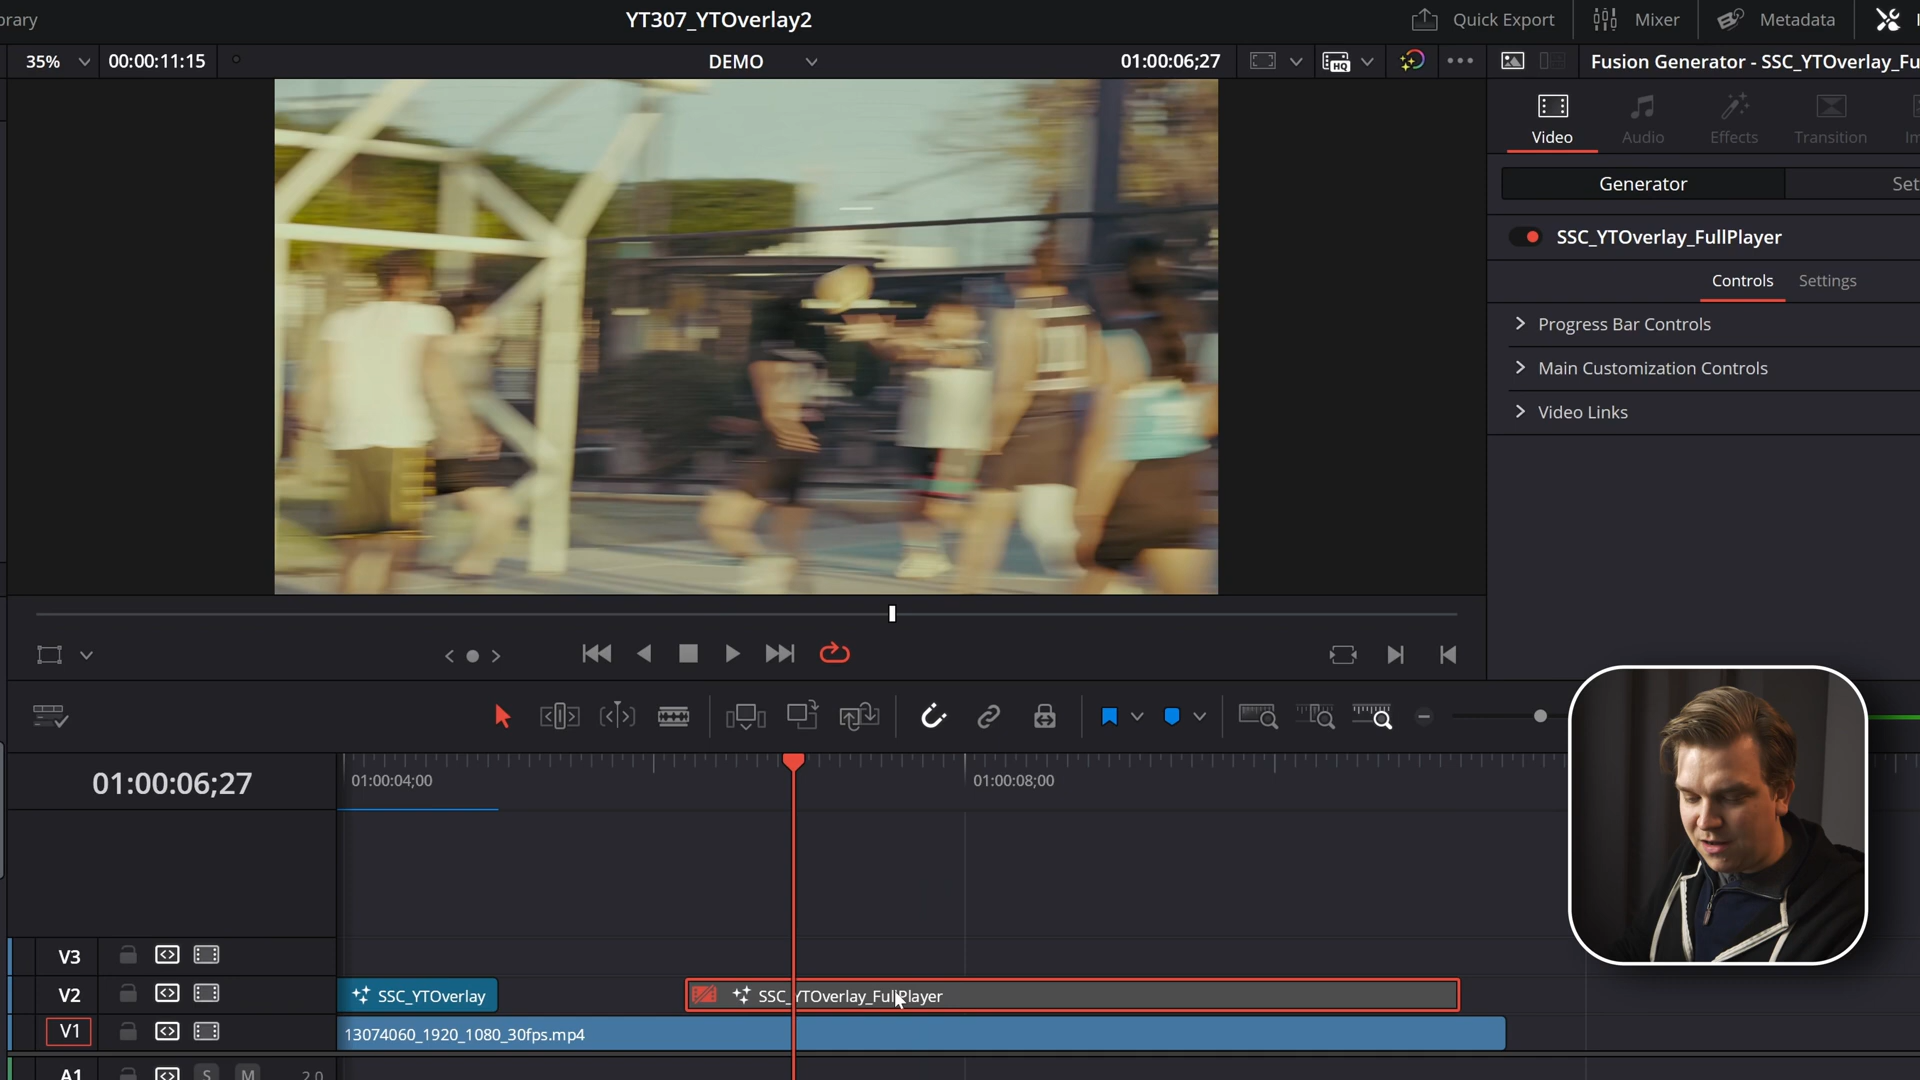 brary
YT307_YTOverlay2
Quick Export
Mixer
Metadata
35%
00:00:11:15
DEMO
01:00:06;27
HQ
Fusion Generator - SSC_YTOverlay_Fu
Video
Audio
Effects
Transition
Im
Generator
Set
SSC_YTOverlay_FullPlayer
Controls
Settings
Progress Bar Controls
Main Customization Controls
Video Links
01:00:06;27
01:00:04;00
01:00:08;00
V3
V2
SSC_YTOverlay
SSC_YTOverlay_FullPlayer
V1
13074060_1920_1080_30fps.mp4
A1
S
M
2.0